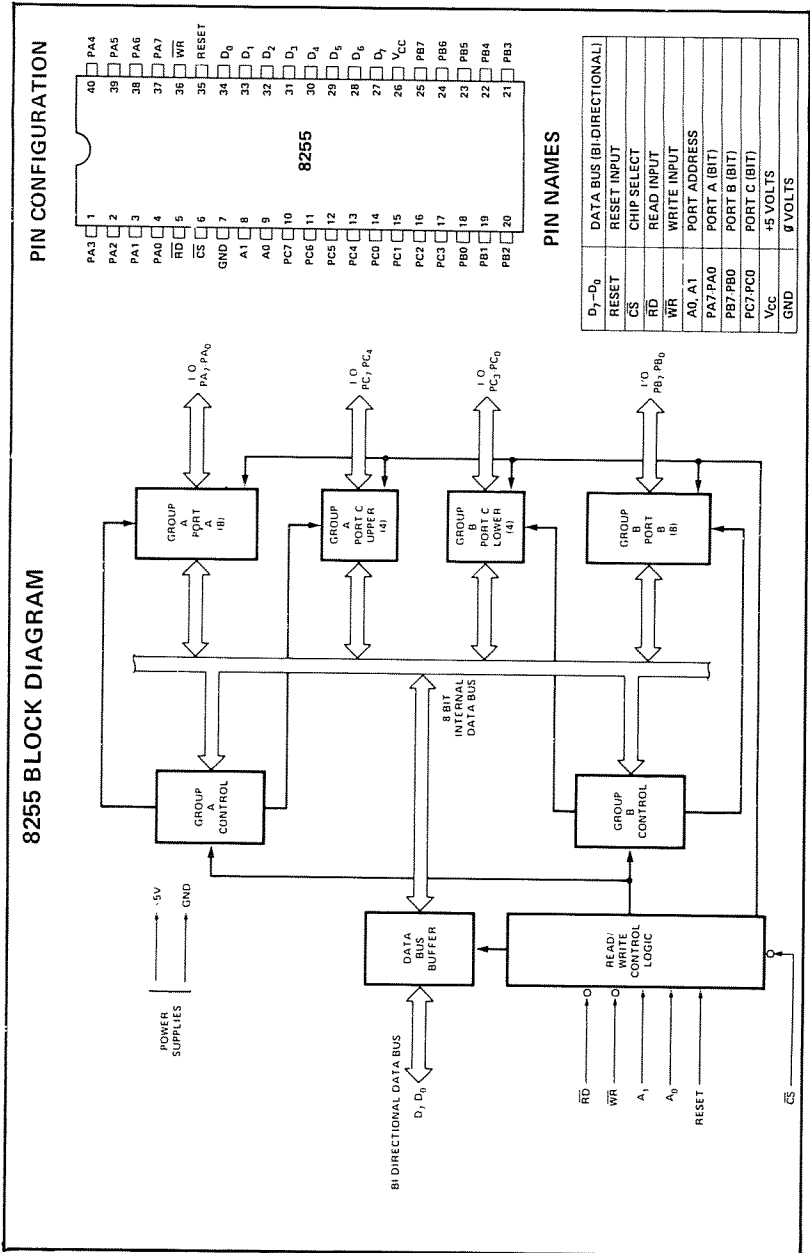 8255 BLOCK DIAGRAM
POWER
SUPPLIES
+5V
GND
BI DIRECTIONAL DATA BUS
D₇ D₀
DATA
BUS
BUFFER
R̅D̅
W̅R̅
A₁
A₀
RESET
C̅S̅
READ/
WRITE
CONTROL
LOGIC
GROUP
A
CONTROL
GROUP
B
CONTROL
8 BIT
INTERNAL
DATA BUS
GROUP
A
PORT
A
(8)
GROUP
A
PORT C
UPPER
(4)
GROUP
B
PORT C
LOWER
(4)
GROUP
B
PORT
B
(8)
I O
PA₇ PA₀
I O
PC₇ PC₄
I O
PC₃ PC₀
I/O
PB₇ PB₀
PIN CONFIGURATION
PA3 1 40 PA4
PA2 2 39 PA5
PA1 3 38 PA6
PA0 4 37 PA7
R̅D̅ 5 36 W̅R̅
C̅S̅ 6 35 RESET
GND 7 34 D₀
A1 8 33 D₁
A0 9 32 D₂
PC7 10 31 D₃
PC6 11 30 D₄
PC5 12 29 D₅
PC4 13 28 D₆
PC0 14 27 D₇
PC1 15 26 VCC
PC2 16 25 PB7
PC3 17 24 PB6
PB0 18 23 PB5
PB1 19 22 PB4
PB2 20 21 PB3
8255
PIN NAMES
D₇–D₀ DATA BUS (BI-DIRECTIONAL)
RESET RESET INPUT
C̅S̅ CHIP SELECT
R̅D̅ READ INPUT
W̅R̅ WRITE INPUT
A0, A1 PORT ADDRESS
PA7-PA0 PORT A (BIT)
PB7-PB0 PORT B (BIT)
PC7-PC0 PORT C (BIT)
VCC +5 VOLTS
GND Ø VOLTS